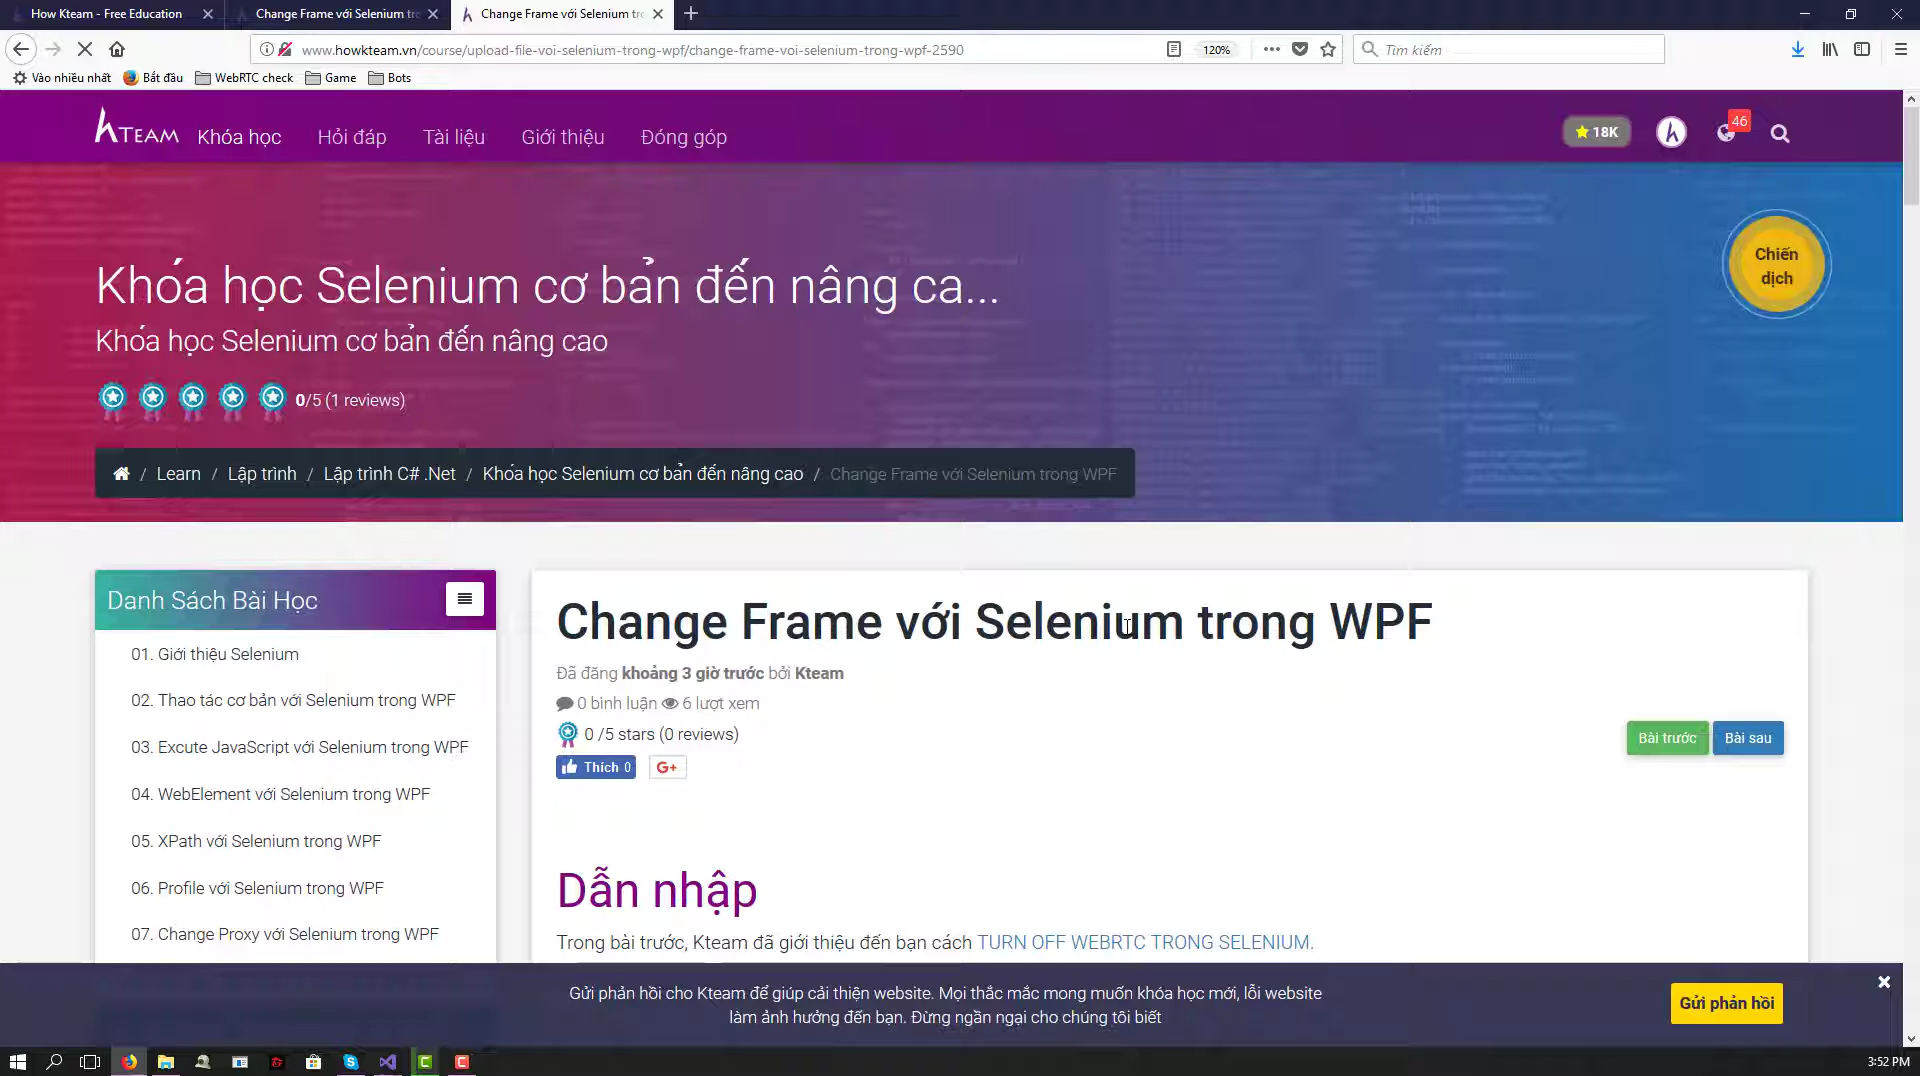 How Kteam - Free Education
Change Frame với Selenium tr
Change Frame với Selenium tr
www.howkteam.vn/course/upload-file-voi-selenium-trong-wpf/change-frame-voi-selenium-trong-wpf-2590
120%
Tìm kiếm
Vào nhiều nhất
Bắt đầu
WebRTC check
Game
Bots
TEAM
Khóa học
Hỏi đáp
Tài liệu
Giới thiệu
Đóng góp
18K
46
Chiến
dịch
Khóa học Selenium cơ bản đến nâng ca...
Khóa học Selenium cơ bản đến nâng cao
0/5 (1 reviews)
/ Learn / Lập trình / Lập trình C# .Net / Khóa học Selenium cơ bản đến nâng cao / Change Frame với Selenium trong WPF
Danh Sách Bài Học
01. Giới thiệu Selenium
02. Thao tác cơ bản với Selenium trong WPF
03. Excute JavaScript với Selenium trong WPF
04. WebElement với Selenium trong WPF
05. XPath với Selenium trong WPF
06. Profile với Selenium trong WPF
07. Change Proxy với Selenium trong WPF
Change Frame với Selenium trong WPF
Đã đăng khoảng 3 giờ trước bởi Kteam
0 bình luận 6 lượt xem
0 /5 stars (0 reviews)
Thích 0
G+
Bài trước
Bài sau
Dẫn nhập
Trong bài trước, Kteam đã giới thiệu đến bạn cách TURN OFF WEBRTC TRONG SELENIUM.
Gửi phản hồi cho Kteam để giúp cải thiện website. Mọi thắc mắc mong muốn khóa học mới, lỗi website
làm ảnh hưởng đến bạn. Đừng ngần ngại cho chúng tôi biết
Gửi phản hồi
3:52 PM